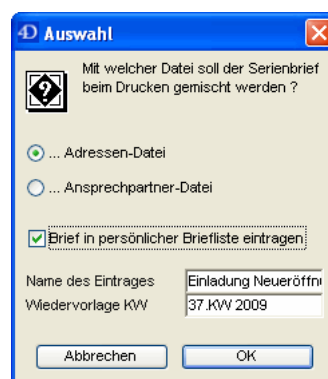 Auswahl
Mit welcher Datei soll der Serienbrief
beim Drucken gemischt werden ?
... Adressen-Datei
... Ansprechpartner-Datei
Brief in persönlicher Briefliste eintragen
Name des Eintrages Einladung Neueröffn
Wiedervorlage KW 37.KW 2009
Abbrechen OK